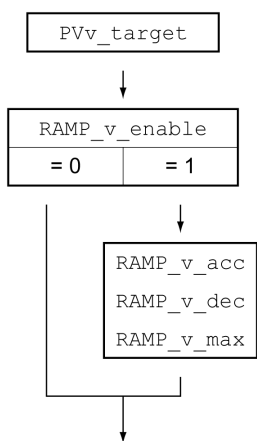 PVv_target
RAMP_v_enable
= 0 = 1
RAMP_v_acc
RAMP_v_dec
RAMP_v_max